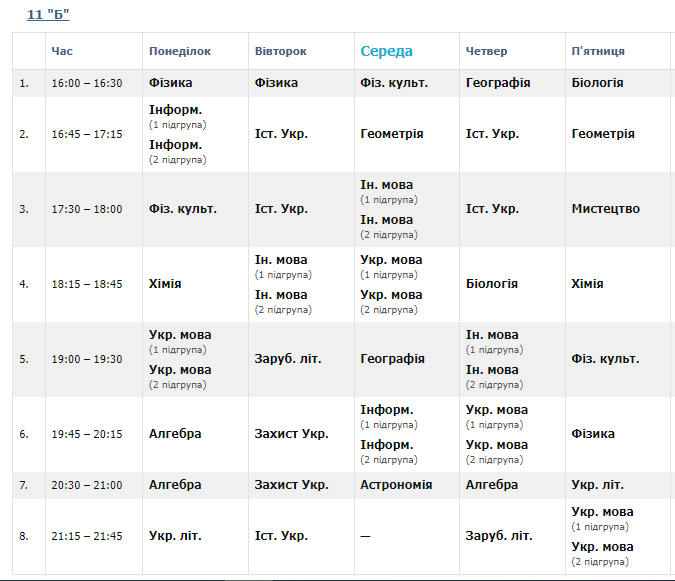 11 "Б"
Час Понеділок Вівторок Середа Четвер П'ятниця
1. 16:00 – 16:30 Фізика Фізика Фіз. культ. Географія Біологія
2. 16:45 – 17:15 Інформ. (1 підгрупа) Інформ. (2 підгрупа) Іст. Укр. Геометрія Іст. Укр. Геометрія
3. 17:30 – 18:00 Фіз. культ. Іст. Укр. Ін. мова (1 підгрупа) Ін. мова (2 підгрупа) Іст. Укр. Мистецтво
4. 18:15 – 18:45 Хімія Ін. мова (1 підгрупа) Ін. мова (2 підгрупа) Укр. мова (1 підгрупа) Укр. мова (2 підгрупа) Біологія Хімія
5. 19:00 – 19:30 Укр. мова (1 підгрупа) Укр. мова (2 підгрупа) Заруб. літ. Географія Ін. мова (1 підгрупа) Ін. мова (2 підгрупа) Фіз. культ.
6. 19:45 – 20:15 Алгебра Захист Укр. Інформ. (1 підгрупа) Інформ. (2 підгрупа) Укр. мова (1 підгрупа) Укр. мова (2 підгрупа) Фізика
7. 20:30 – 21:00 Алгебра Захист Укр. Астрономія Алгебра Укр. літ.
8. 21:15 – 21:45 Укр. літ. Іст. Укр. — Заруб. літ. Укр. мова (1 підгрупа) Укр. мова (2 підгрупа)